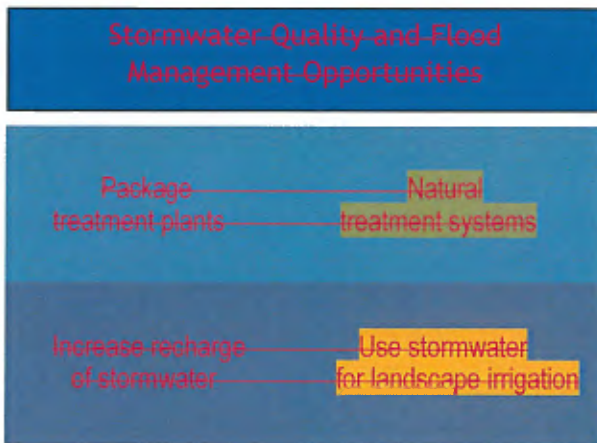 Stormwater Quality and Flood
Management Opportunities
Package Natural
treatment plants treatment systems
Increase recharge Use stormwater
of stormwater for landscape irrigation